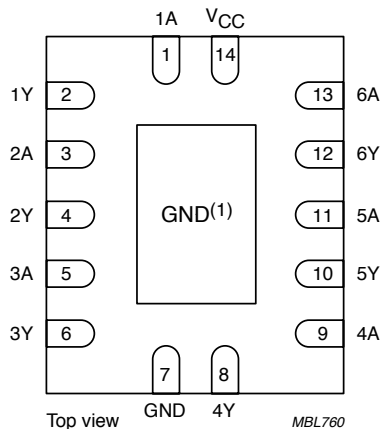 1A VCC
1 14
1Y 2 13 6A
2A 3 12 6Y
2Y 4 GND(1) 11 5A
3A 5 10 5Y
3Y 6 9 4A
7 8
Top view GND 4Y MBL760